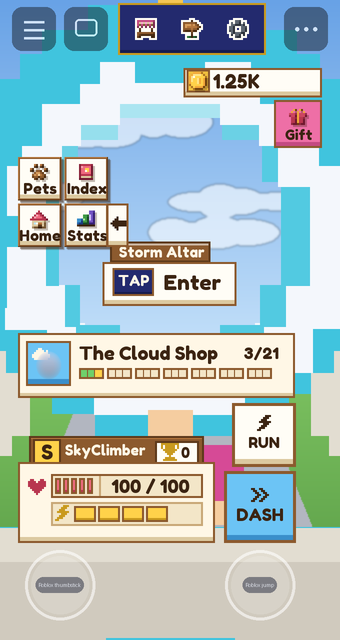 1.25K
Gift
Pets
Index
Home
Stats
Storm Altar
TAP Enter
The Cloud Shop 3/21
RUN
S SkyClimber 0
100 / 100
DASH
Roblox thumbstick
Roblox jump